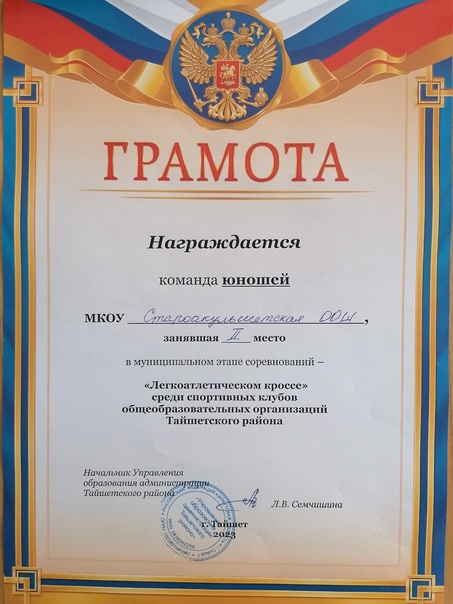 ГРАМОТА
Награждается
команда юношей
МКОУ Староакульшетская ООШ,
занявшая II место
в муниципальном этапе соревнований –
«Легкоатлетическом кроссе»
среди спортивных клубов
общеобразовательных организаций
Тайшетского района
Начальник Управления
образования администрации
Тайшетского района
Л.В. Семчишина
г. Тайшет
2023